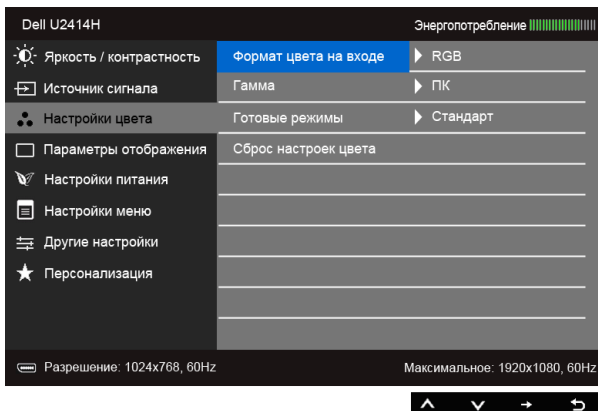 Dell U2414H
Энергопотребление
Яркость / контрастность
Формат цвета на входе
RGB
Источник сигнала
Гамма
ПК
Настройки цвета
Готовые режимы
Стандарт
Параметры отображения
Сброс настроек цвета
Настройки питания
Настройки меню
Другие настройки
Персонализация
Разрешение: 1024x768, 60Hz
Максимальное: 1920x1080, 60Hz